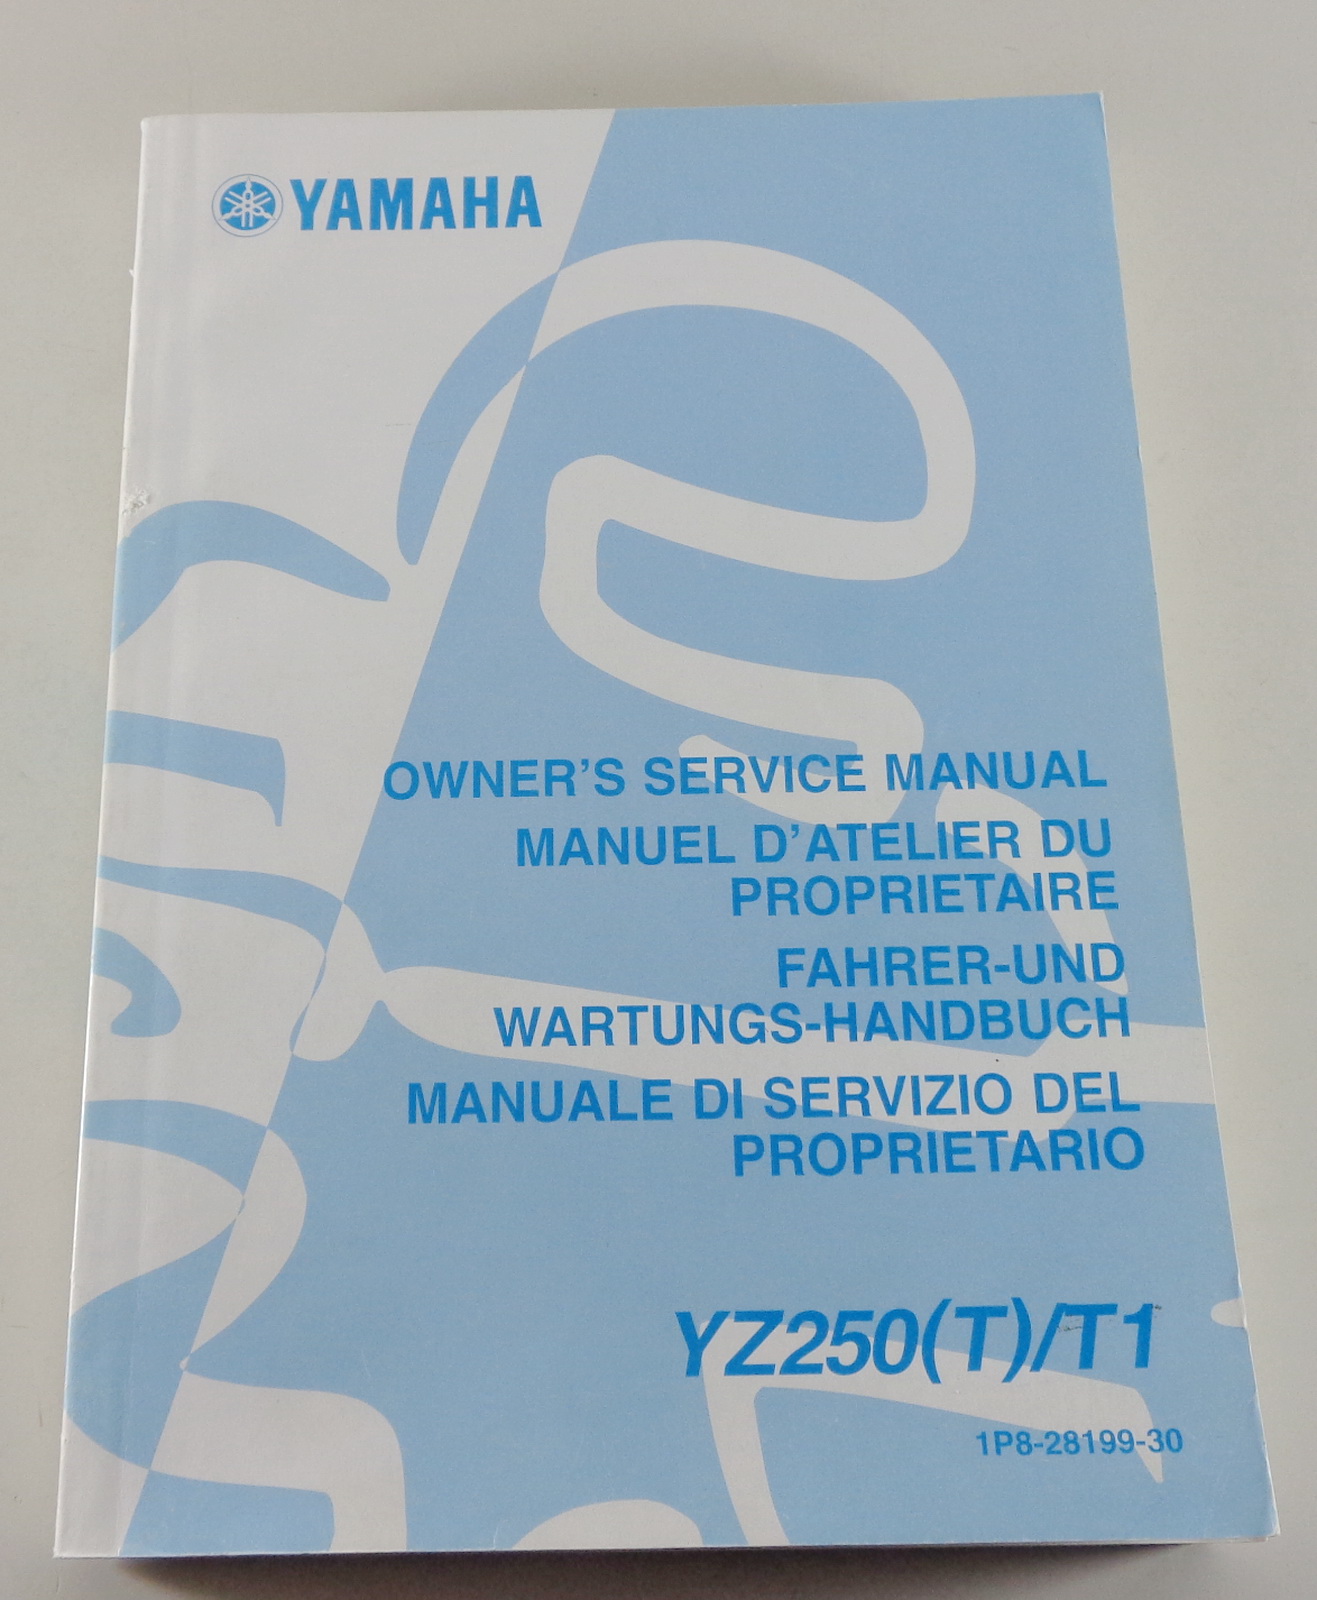 YAMAHA
OWNER'S SERVICE MANUAL
MANUEL D'ATELIER DU
PROPRIETAIRE
FAHRER-UND
WARTUNGS-HANDBUCH
MANUALE DI SERVIZIO DEL
PROPRIETARIO
YZ250(T)/T1
1P8-28199-30